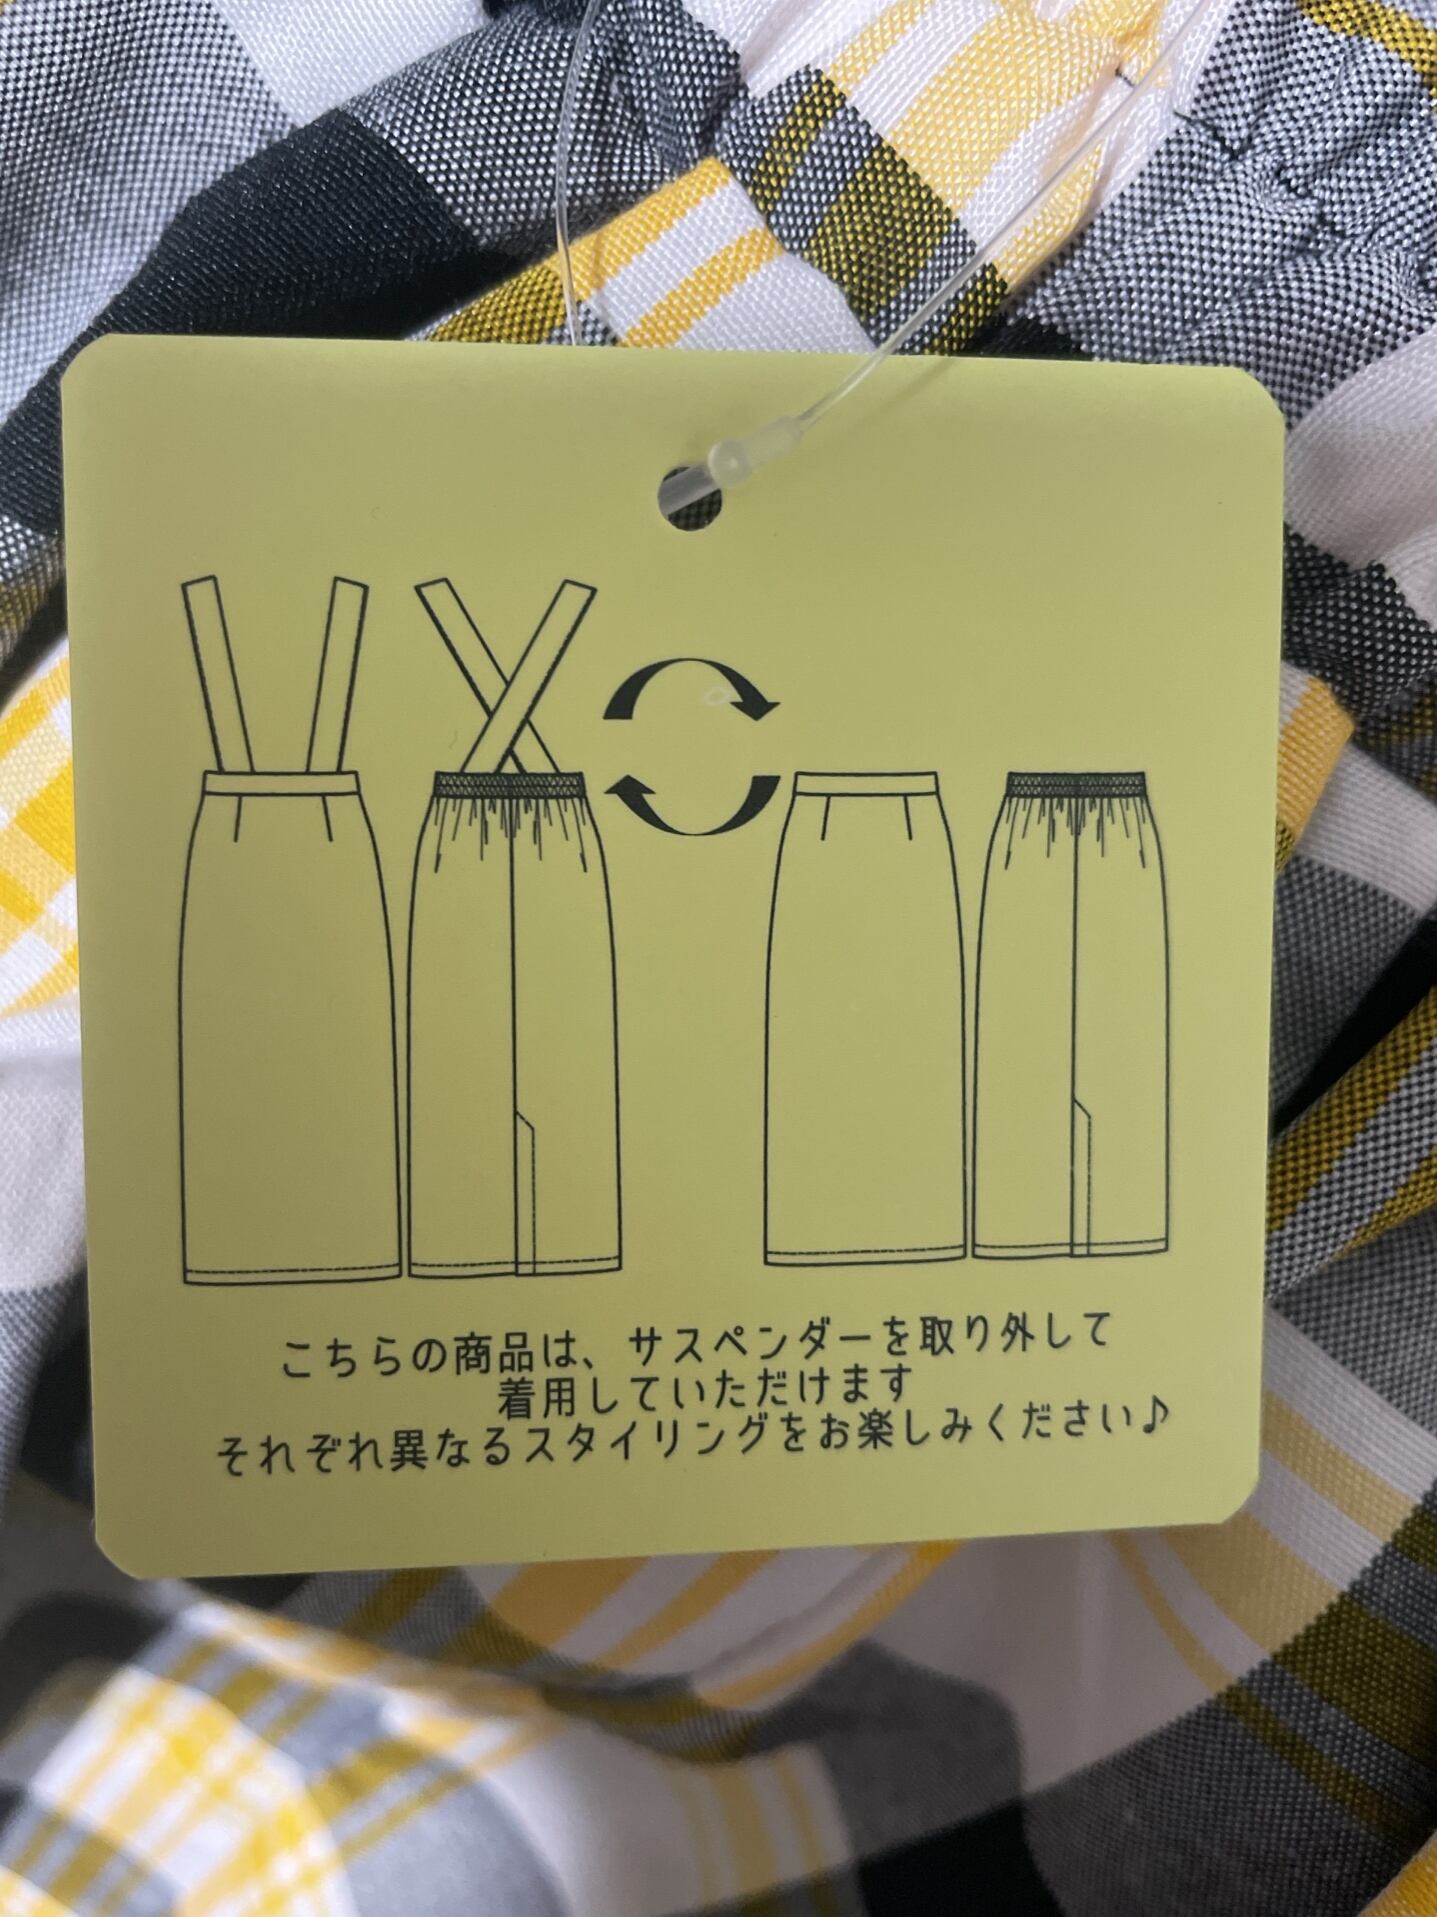 こちらの商品は、サスペンダーを取り外して
着用していただけます
それぞれ異なるスタイリングをお楽しみください♪